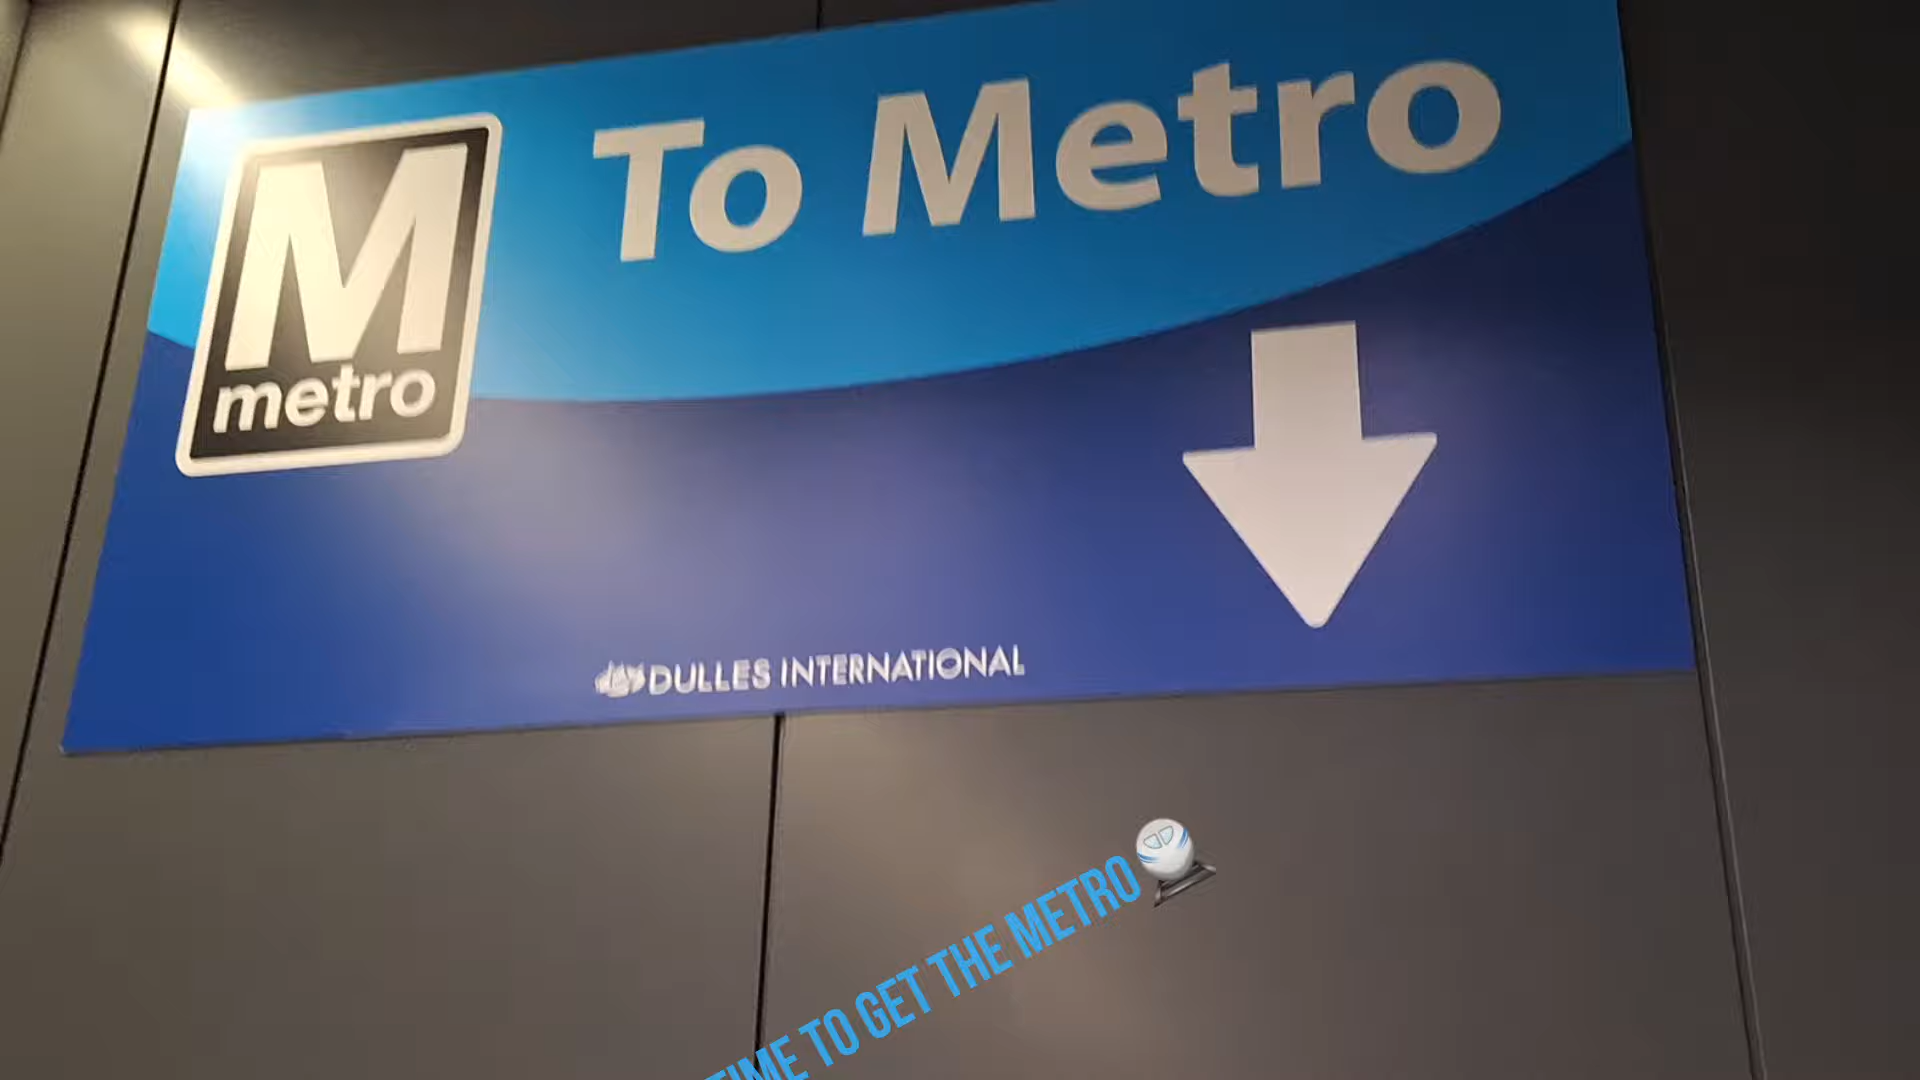 To Metro
M
metro
DULLES INTERNATIONAL
TIME TO GET THE METRO